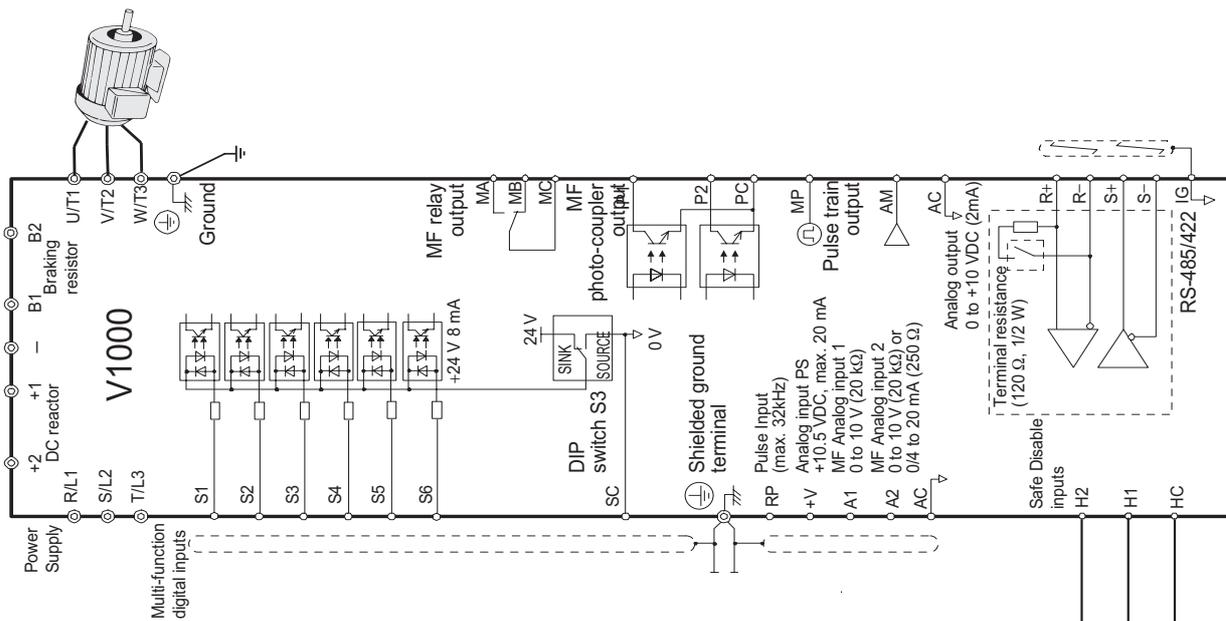 U/T1
V/T2
W/T3
Ground
MA
MB
MC
MF relay
output
MF
photo-coupler
output
P2
PC
MP
Pulse train
output
AM
AC
Analog output
0 to +10 VDC (2mA)
R+
R−
S+
S−
IG
RS-485/422
Terminal resistance
(120 Ω, 1/2 W)
B2
Braking
resistor
B1
−
+1
DC reactor
+2
V1000
+24 V 8 mA
24 V
SINK
SOURCE
0 V
DIP
switch S3
Shielded ground
terminal
Pulse Input
(max. 32kHz)
Analog input PS
+10.5 VDC, max. 20 mA
MF Analog input 1
0 to 10 V (20 kΩ)
MF Analog input 2
0 to 10 V (20 kΩ) or
0/4 to 20 mA (250 Ω)
Safe Disable
inputs
R/L1
S/L2
T/L3
S1
S2
S3
S4
S5
S6
SC
RP
+V
A1
A2
AC
H2
H1
HC
Power
Supply
Multi-function
digital inputs